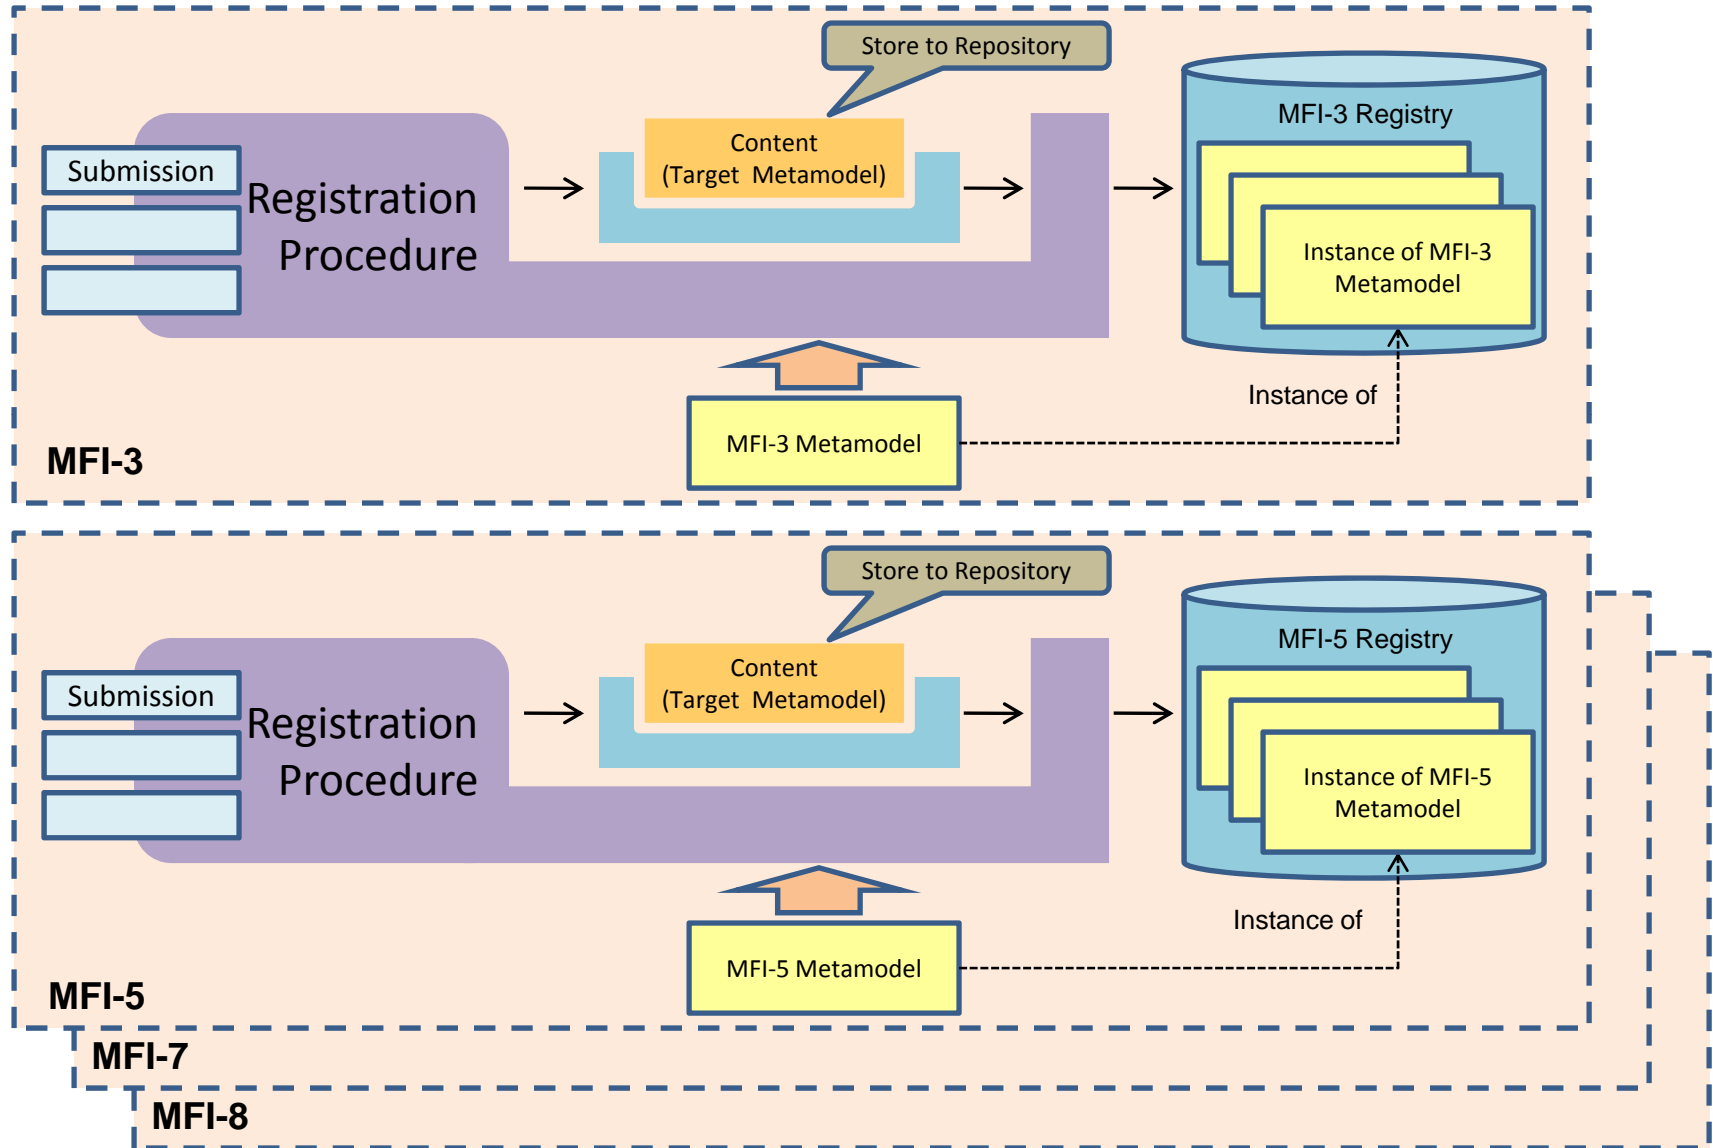 Store to Repository
MFI-3 Registry
Content
(Target Metamodel)
Submission
Registration
Procedure
Instance of MFI-3
Metamodel
Instance of
MFI-3 Metamodel
MFI-3
Store to Repository
MFI-5 Registry
Content
(Target Metamodel)
Submission
Registration
Procedure
Instance of MFI-5
Metamodel
Instance of
MFI-5 Metamodel
MFI-5
MFI-7
MFI-8